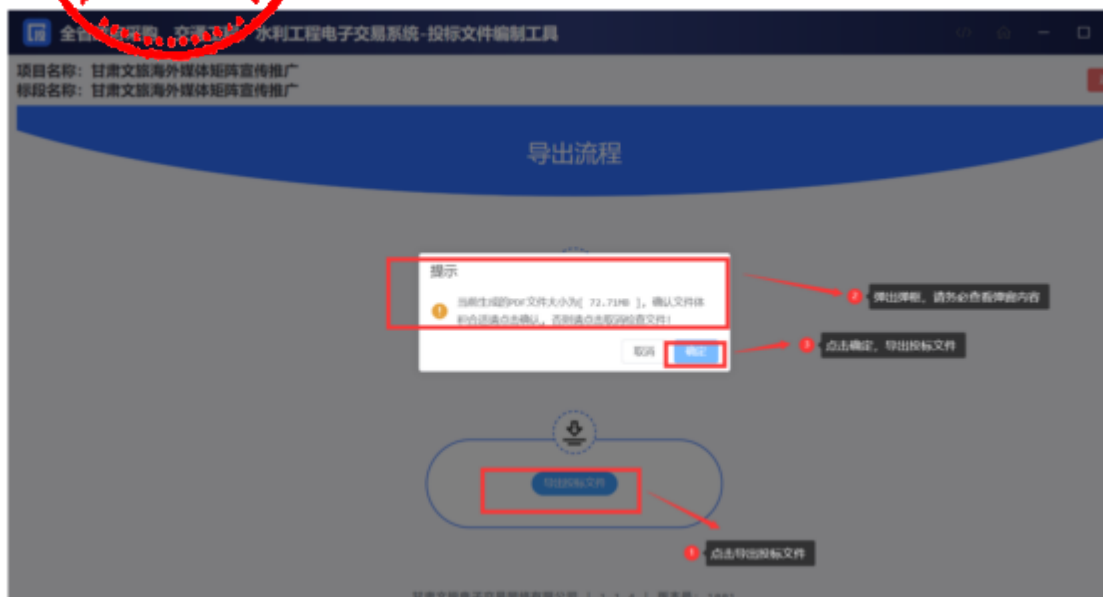 全省 水利工程电子交易系统-投标文件编制工具
项目名称：甘肃文旅海外媒体矩阵宣传推广
标段名称：甘肃文旅海外媒体矩阵宣传推广
导出流程
提示
当前生成的PDF文件大小为[ 72.71MB ]，确认文件体
积合适请点击确认，否则请点击取消检查文件！
取消 确定
2 弹出弹框，请务必查看弹窗内容
3 点击确定，导出投标文件
导出投标文件
1 点击导出投标文件